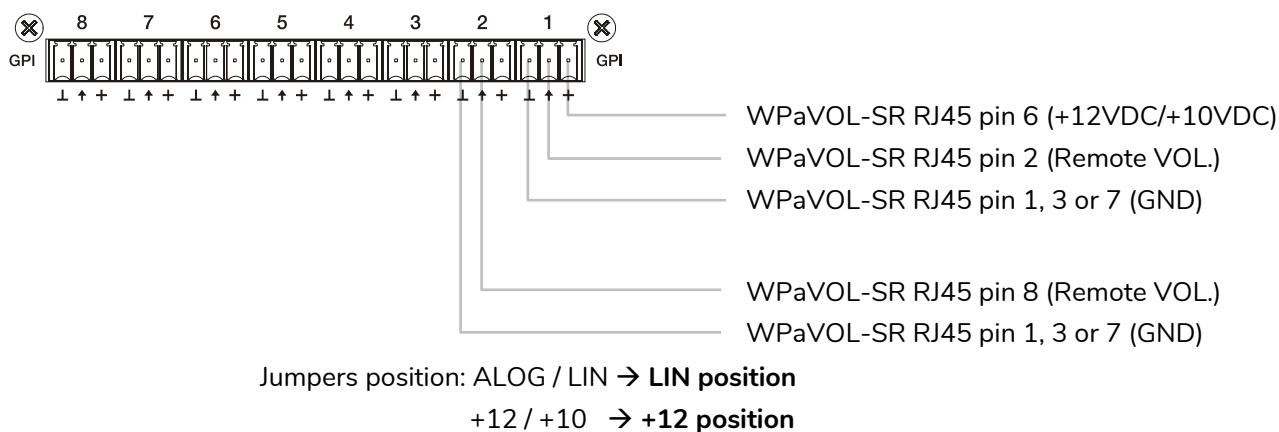 8 7 6 5 4 3 2 1
GPI GPI
⊥ ↑ + ⊥ ↑ + ⊥ ↑ + ⊥ ↑ + ⊥ ↑ + ⊥ ↑ + ⊥ ↑ + ⊥ ↑ +
WPaVOL-SR RJ45 pin 6 (+12VDC/+10VDC)
WPaVOL-SR RJ45 pin 2 (Remote VOL.)
WPaVOL-SR RJ45 pin 1, 3 or 7 (GND)
WPaVOL-SR RJ45 pin 8 (Remote VOL.)
WPaVOL-SR RJ45 pin 1, 3 or 7 (GND)
Jumpers position: ALOG / LIN → LIN position
+12 / +10 → +12 position